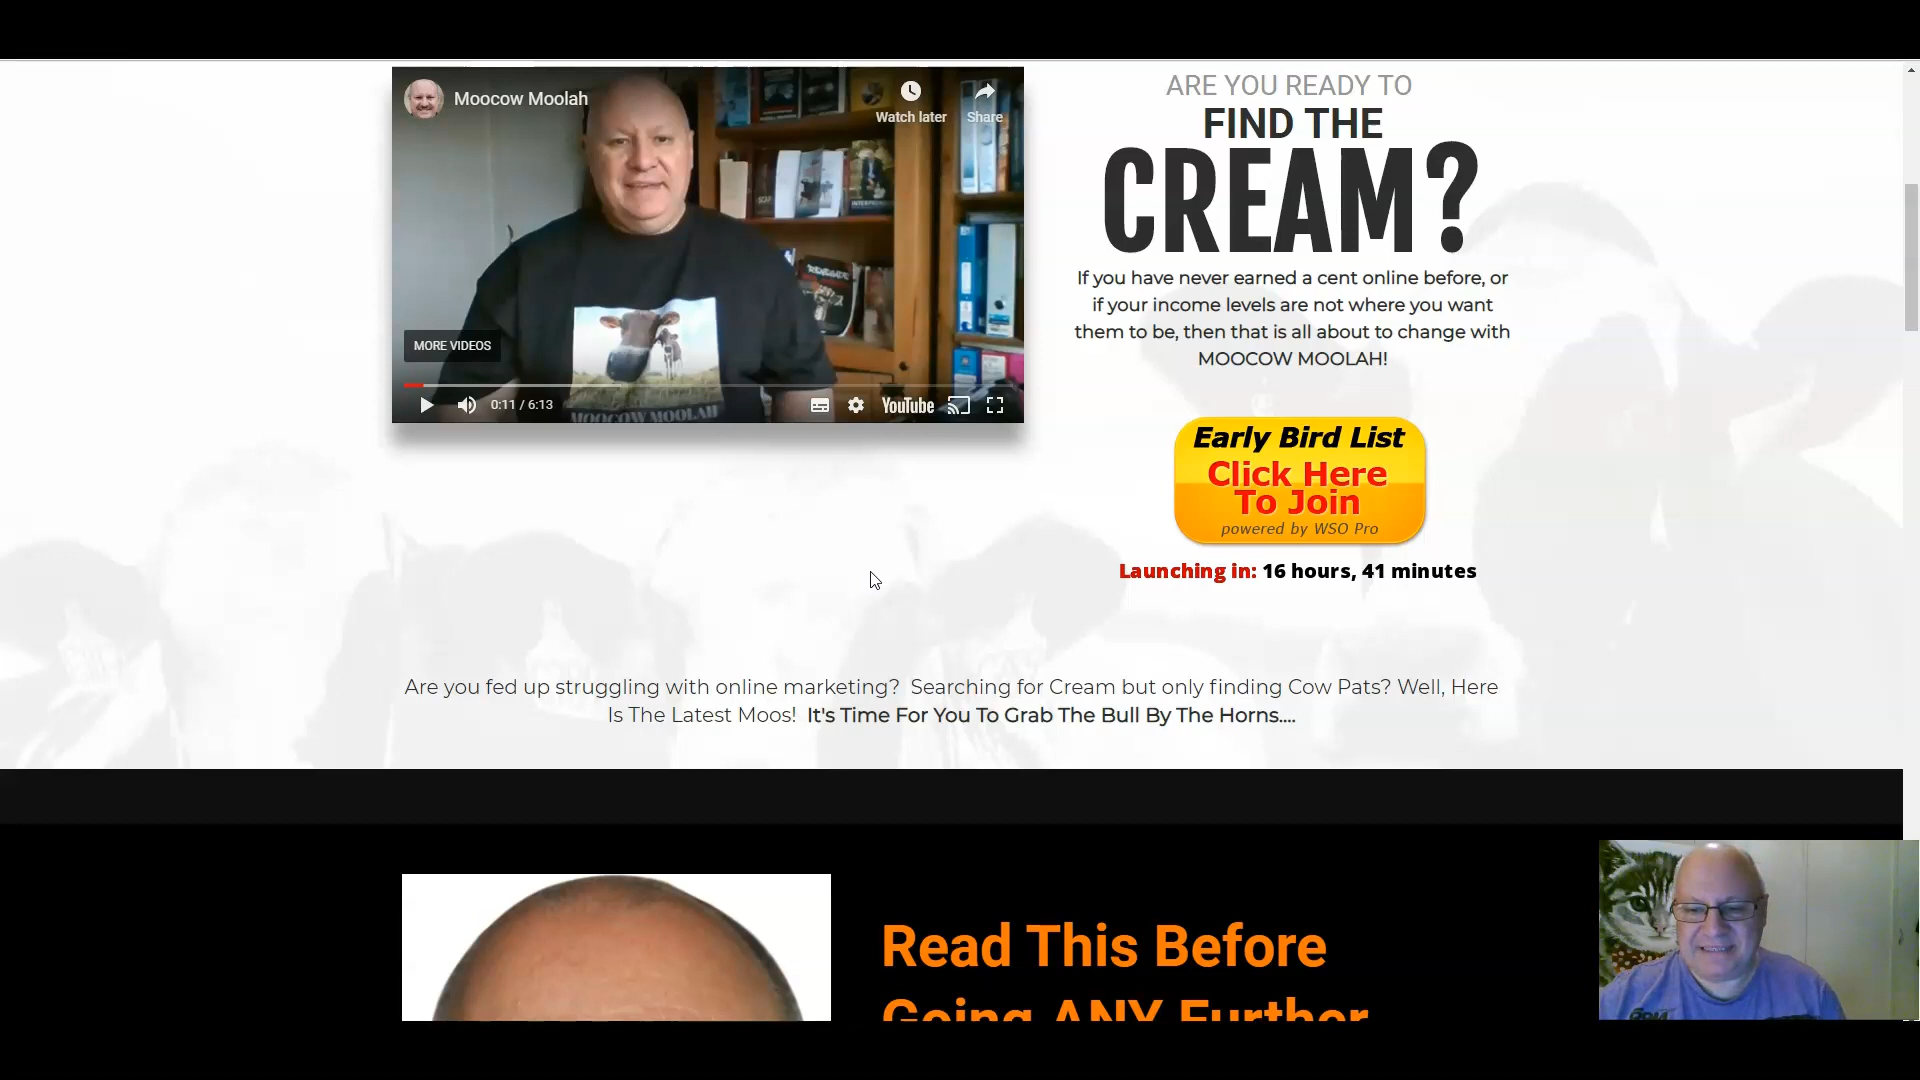 Moocow Moolah
Watch later
Share
MORE VIDEOS
0:11 / 6:13
YouTube
MOOCOW MOOLAH
ARE YOU READY TO
FIND THE
CREAM?
If you have never earned a cent online before, or
if your income levels are not where you want
them to be, then that is all about to change with
MOOCOW MOOLAH!
Early Bird List
Click Here
To Join
powered by WSO Pro
Launching in: 16 hours, 41 minutes
Are you fed up struggling with online marketing?  Searching for Cream but only finding Cow Pats? Well, Here
Is The Latest Moos!  It's Time For You To Grab The Bull By The Horns....
Read This Before
Going ANY Further